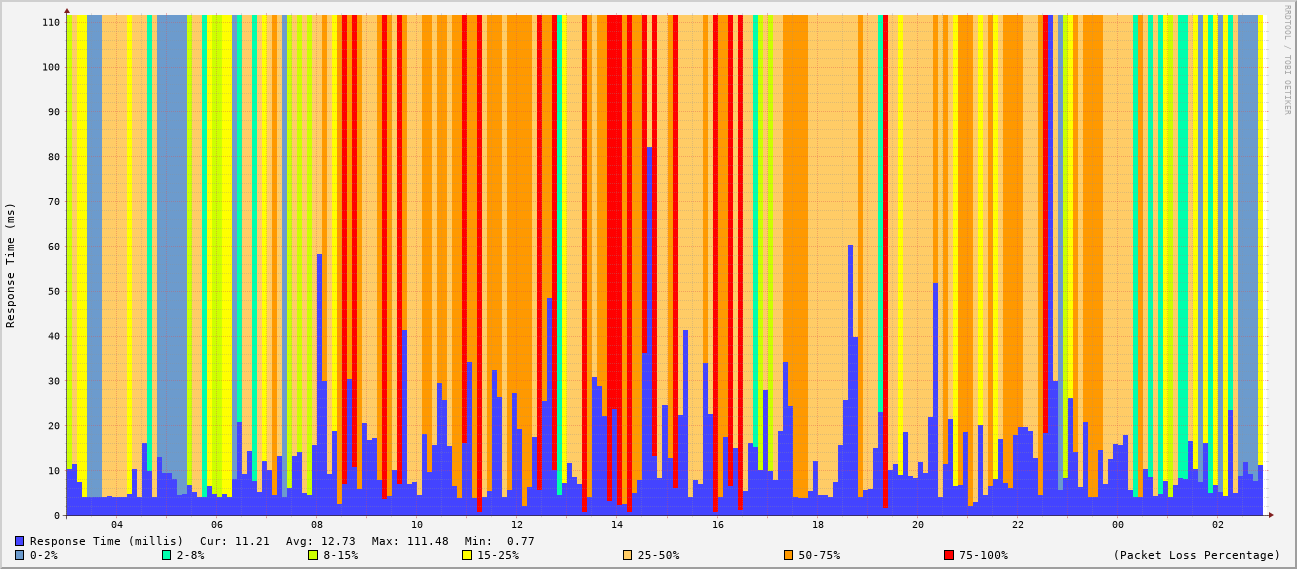 RRDTOOL / TOBI OETIKER
Response Time (ms)
110
100
90
80
70
60
50
40
30
20
10
0
04 06 08 10 12 14 16 18 20 22 00 02
Response Time (millis) Cur: 11.21 Avg: 12.73 Max: 111.48 Min: 0.77
0-2% 2-8% 8-15% 15-25% 25-50% 50-75% 75-100% (Packet Loss Percentage)